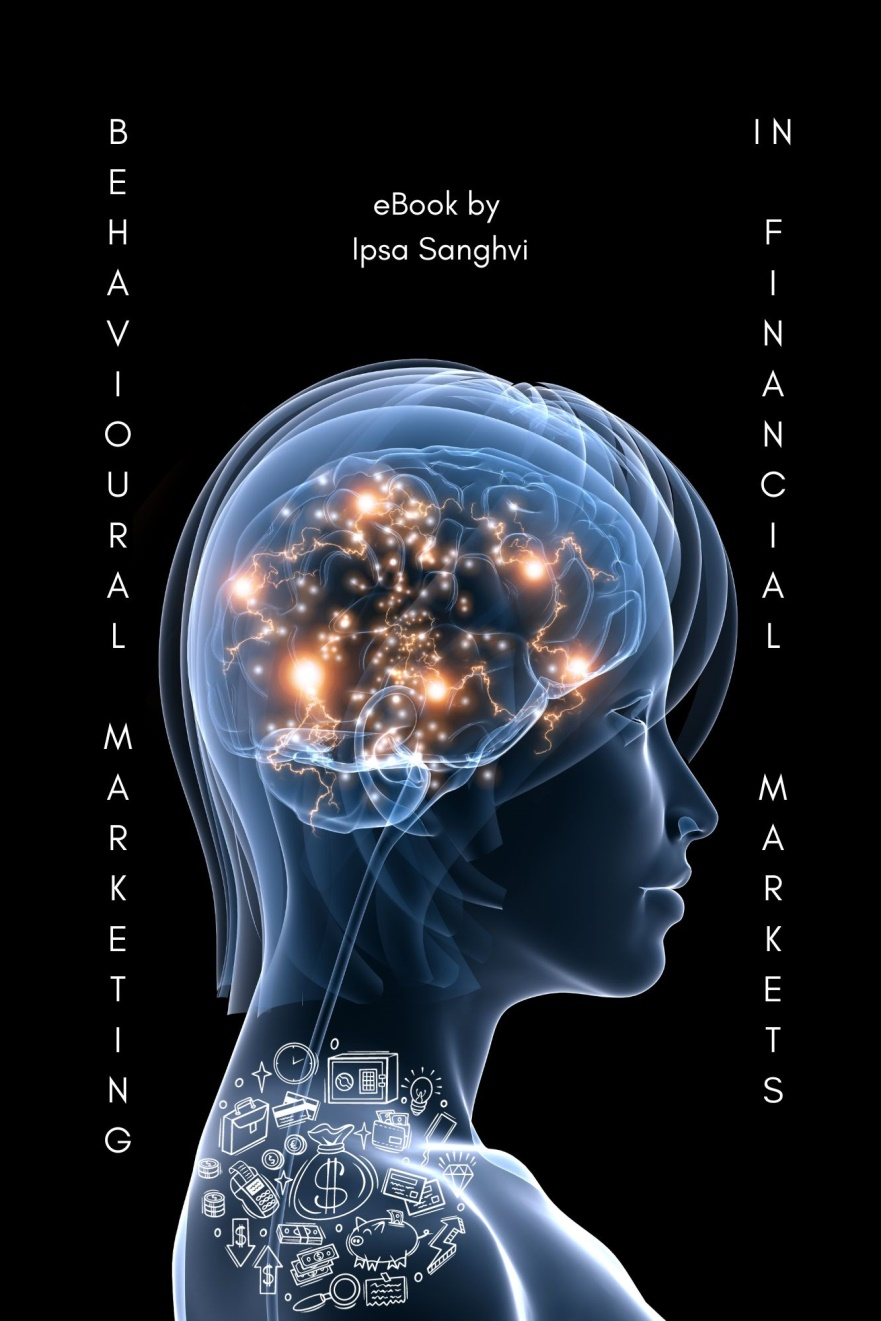 BEHAVIOURAL MARKETING
eBook by
Ipsa Sanghvi
IN FINANCIAL MARKETS